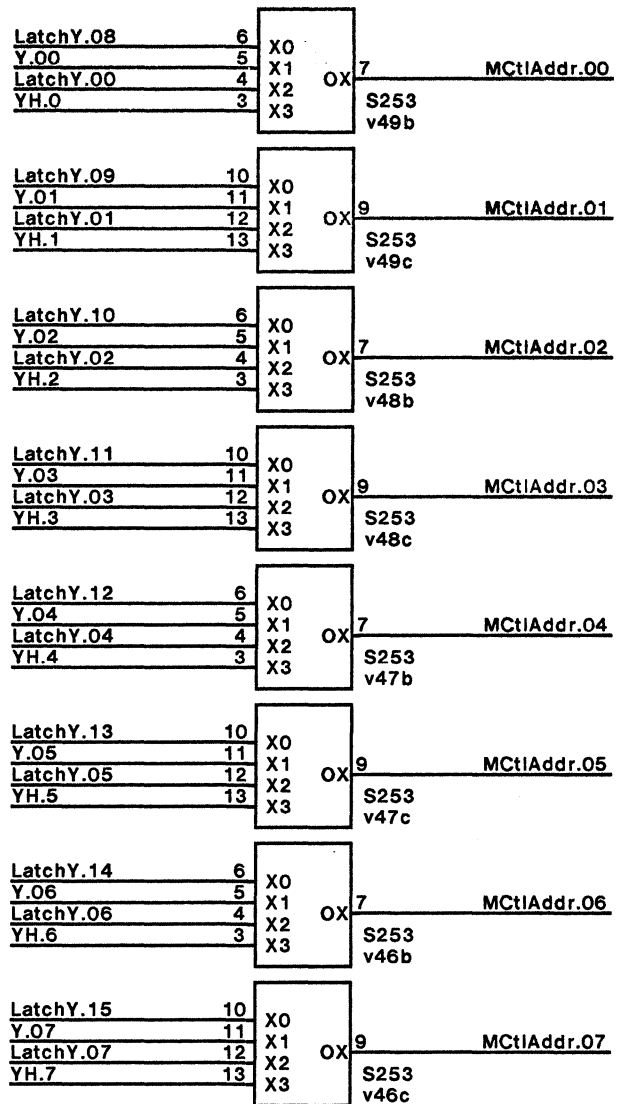 LatchY.08 6 X0
Y.00 5 X1 OX 7 MCtlAddr.00
LatchY.00 4 X2
YH.0 3 X3 S253
v49b
LatchY.09 10 X0
Y.01 11 X1 OX 9 MCtlAddr.01
LatchY.01 12 X2
YH.1 13 X3 S253
v49c
LatchY.10 6 X0
Y.02 5 X1 OX 7 MCtlAddr.02
LatchY.02 4 X2
YH.2 3 X3 S253
v48b
LatchY.11 10 X0
Y.03 11 X1 OX 9 MCtlAddr.03
LatchY.03 12 X2
YH.3 13 X3 S253
v48c
LatchY.12 6 X0
Y.04 5 X1 OX 7 MCtlAddr.04
LatchY.04 4 X2
YH.4 3 X3 S253
v47b
LatchY.13 10 X0
Y.05 11 X1 OX 9 MCtlAddr.05
LatchY.05 12 X2
YH.5 13 X3 S253
v47c
LatchY.14 6 X0
Y.06 5 X1 OX 7 MCtlAddr.06
LatchY.06 4 X2
YH.6 3 X3 S253
v46b
LatchY.15 10 X0
Y.07 11 X1 OX 9 MCtlAddr.07
LatchY.07 12 X2
YH.7 13 X3 S253
v46c